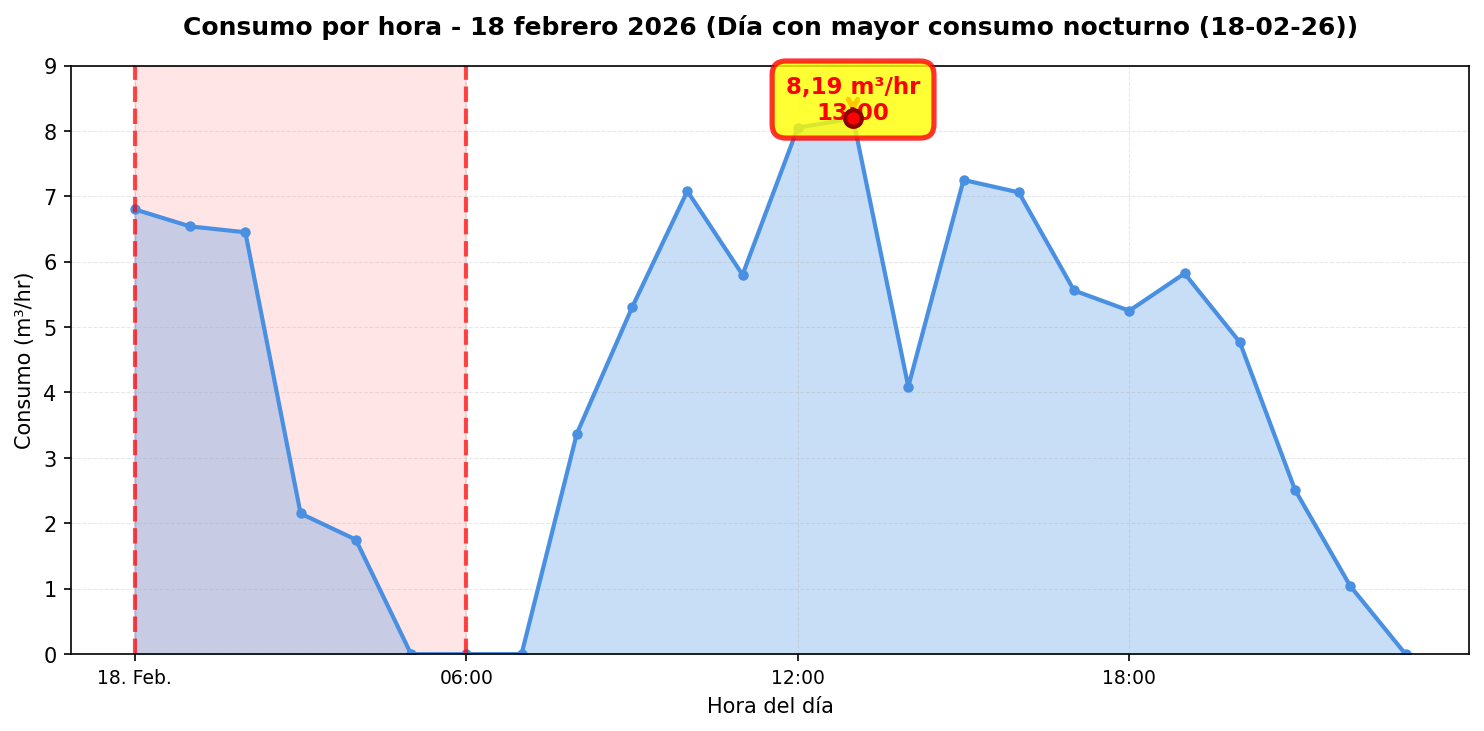 Consumo por hora - 18 febrero 2026 (Día con mayor consumo nocturno (18-02-26))
8,19 m³/hr
13:00
Consumo (m³/hr)
9
8
7
6
5
4
3
2
1
0
18. Feb.
06:00
12:00
18:00
Hora del día